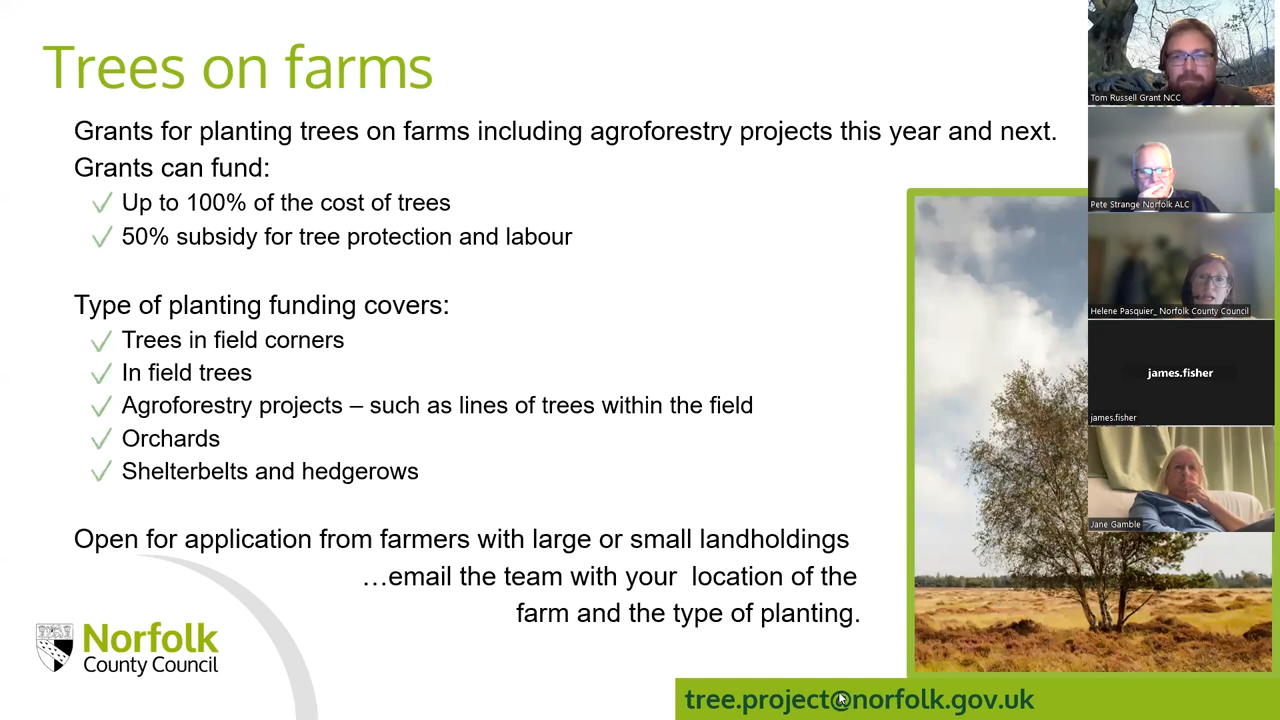 Trees on farms
Grants for planting trees on farms including agroforestry projects this year and next.
Grants can fund:
Up to 100% of the cost of trees
50% subsidy for tree protection and labour
Type of planting funding covers:
Trees in field corners
In field trees
Agroforestry projects – such as lines of trees within the field
Orchards
Shelterbelts and hedgerows
Open for application from farmers with large or small landholdings
…email the team with your  location of the
farm and the type of planting.
Norfolk
County Council
tree.project@norfolk.gov.uk
Tom Russell Grant NCC
Pete Strange Norfolk ALC
Helene Pasquier_ Norfolk County Council
james.fisher
james.fisher
Jane Gamble